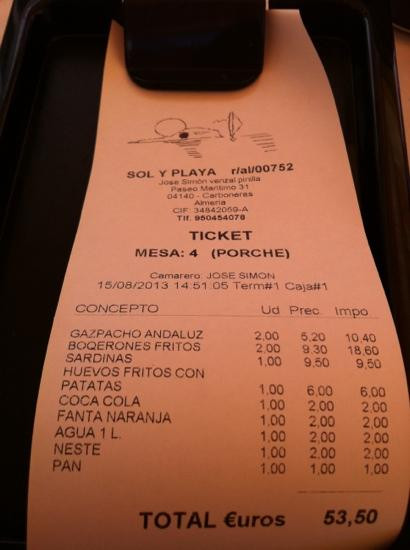 SOL Y PLAYA r/al/00752
Jose Simón venzal pinilla
Paseo Maritimo 31
04140 - Carboneras
Almeria
CIF: 34842059-A
Tlf. 950454078
TICKET
MESA: 4 (PORCHE)
Camarero: JOSE SIMON
15/08/2013 14:51:05 Term#1 Caja#1
CONCEPTO Ud Prec. Impo
GAZPACHO ANDALUZ 2,00 5,20 10,40
BOQERONES FRITOS 2,00 9,30 18,60
SARDINAS 1,00 9,50 9,50
HUEVOS FRITOS CON
PATATAS 1,00 6,00 6,00
COCA COLA 1,00 2,00 2,00
FANTA NARANJA 1,00 2,00 2,00
AGUA 1 L. 1,00 2,00 2,00
NESTE 1,00 2,00 2,00
PAN 1,00 1,00 1,00
TOTAL €uros 53,50